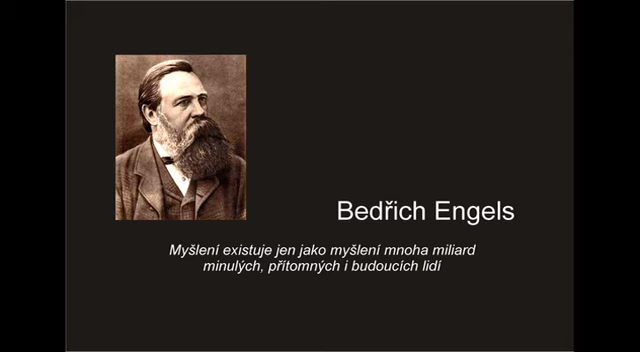 Bedřich Engels
Myšlení existuje jen jako myšlení mnoha miliard
minulých, přítomných i budoucích lidí